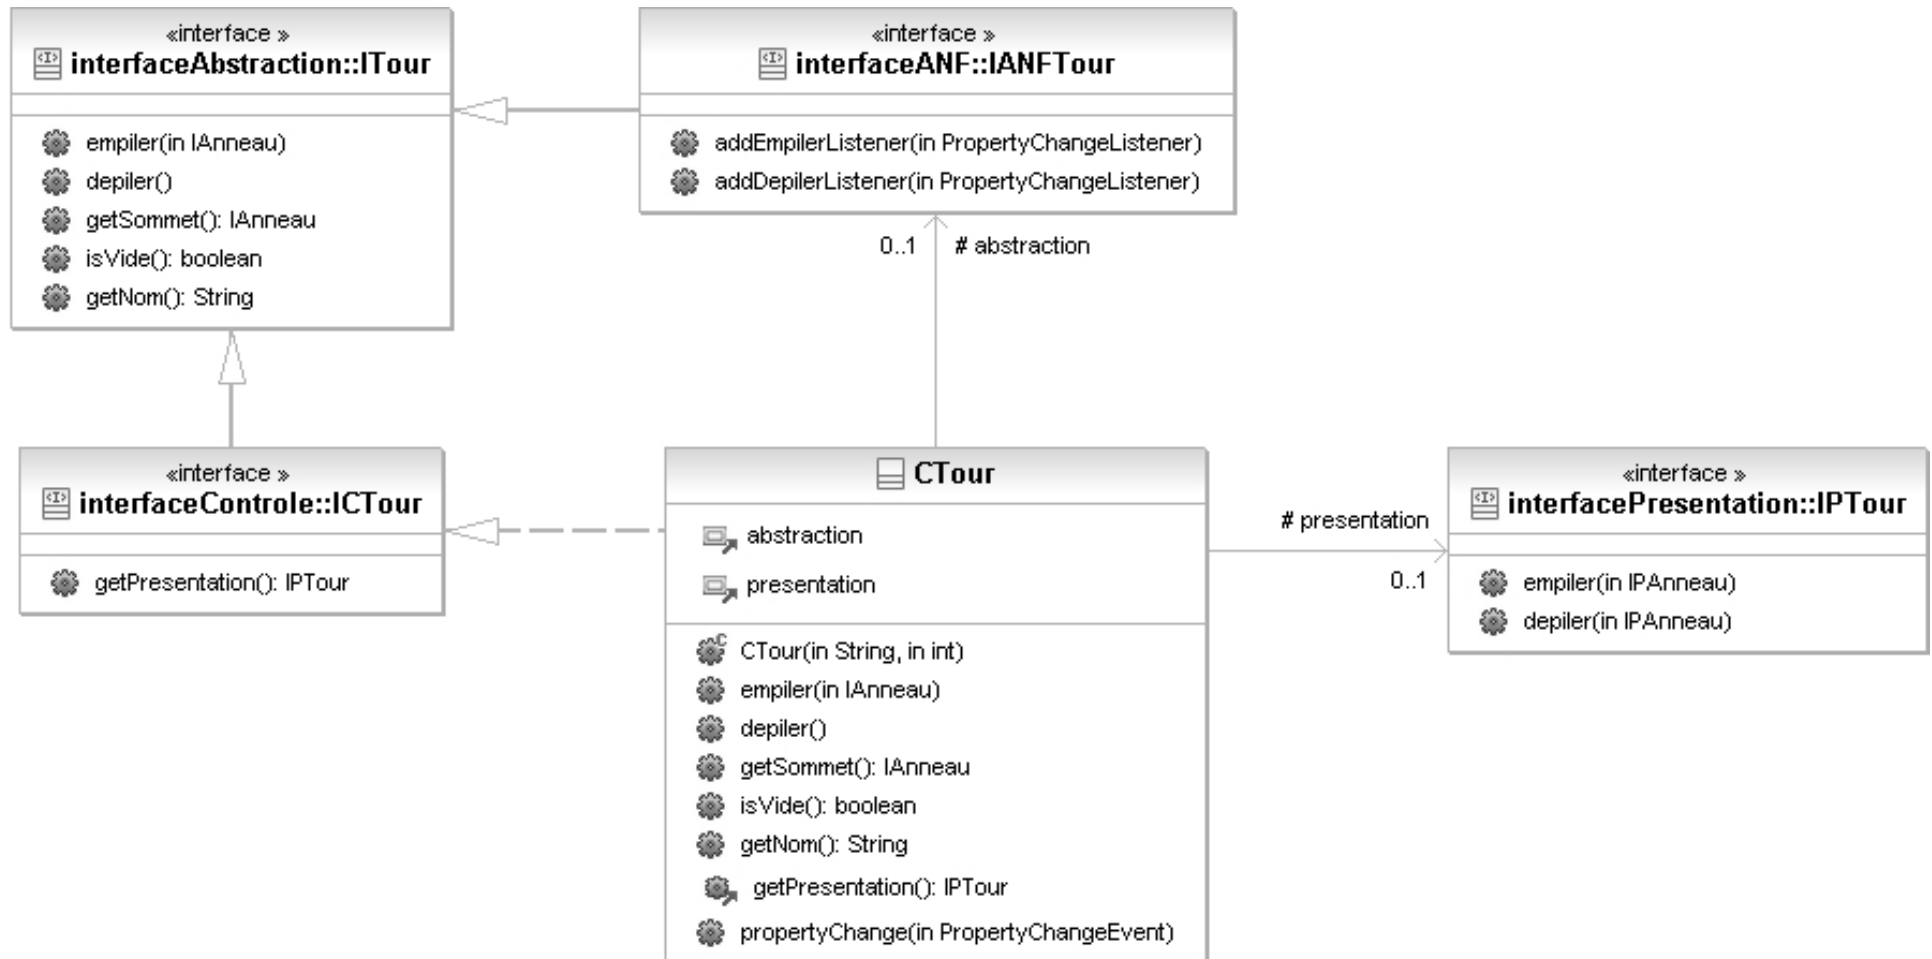 «interface »
interfaceAbstraction::ITour
empiler(in IAnneau)
depiler()
getSommet(): IAnneau
isVide(): boolean
getNom(): String
«interface »
interfaceANF::IANFTour
addEmpilerListener(in PropertyChangeListener)
addDepilerListener(in PropertyChangeListener)
0..1 # abstraction
«interface »
interfaceControle::ICTour
getPresentation(): IPTour
CTour
abstraction
presentation
CTour(in String, in int)
empiler(in IAnneau)
depiler()
getSommet(): IAnneau
isVide(): boolean
getNom(): String
getPresentation(): IPTour
propertyChange(in PropertyChangeEvent)
# presentation
0..1
«interface »
interfacePresentation::IPTour
empiler(in IPAnneau)
depiler(in IPAnneau)